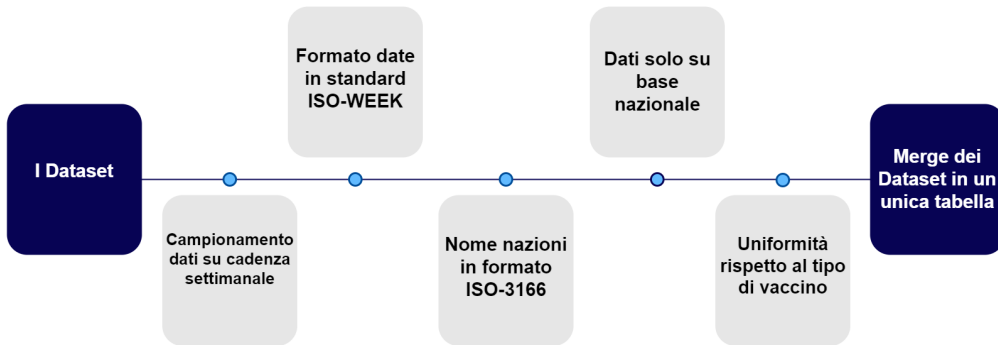 I Dataset
Campionamento
dati su cadenza
settimanale
Formato date
in standard
ISO-WEEK
Nome nazioni
in formato
ISO-3166
Dati solo su
base
nazionale
Uniformità
rispetto al tipo
di vaccino
Merge dei
Dataset in un
unica tabella